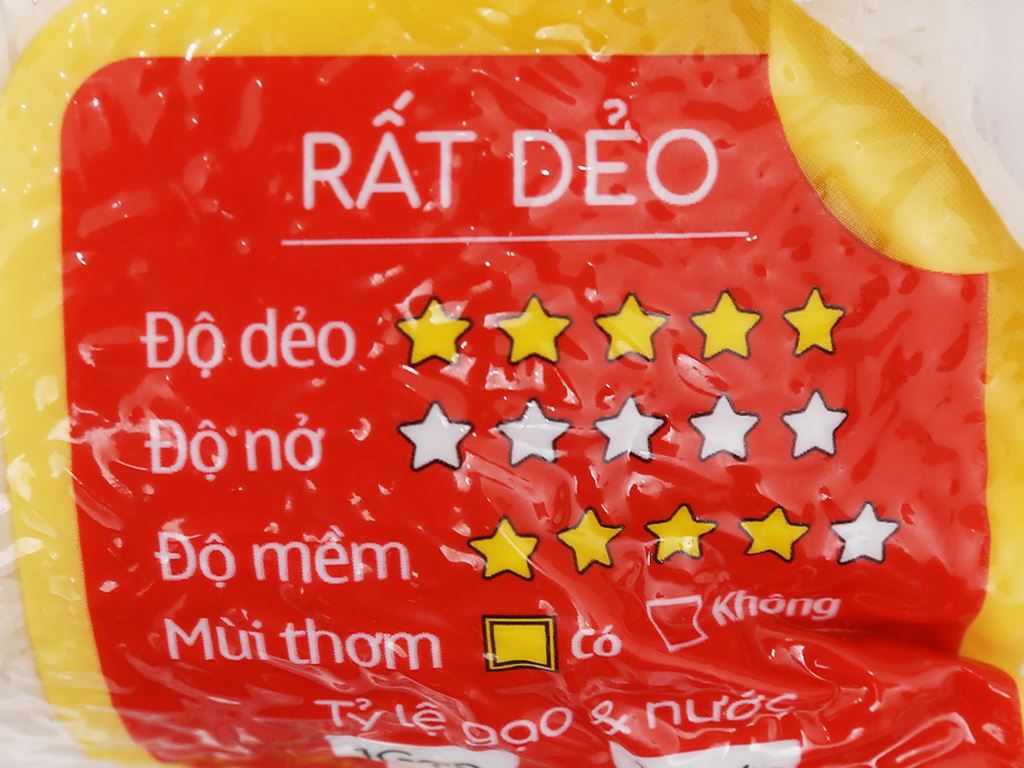 RẤT DẺO
Độ dẻo
Độ nở
Độ mềm
Mùi thơm Có Không
Tỷ lệ gạo & nước